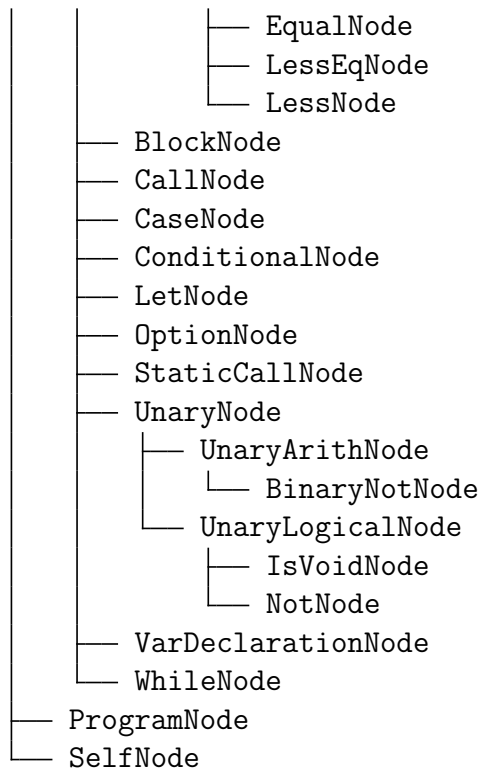 │   │       ├── EqualNode
│   │       ├── LessEqNode
│   │       └── LessNode
│   ├── BlockNode
│   ├── CallNode
│   ├── CaseNode
│   ├── ConditionalNode
│   ├── LetNode
│   ├── OptionNode
│   ├── StaticCallNode
│   ├── UnaryNode
│   │   ├── UnaryArithNode
│   │   │   └── BinaryNotNode
│   │   └── UnaryLogicalNode
│   │       ├── IsVoidNode
│   │       └── NotNode
│   ├── VarDeclarationNode
│   └── WhileNode
├── ProgramNode
└── SelfNode